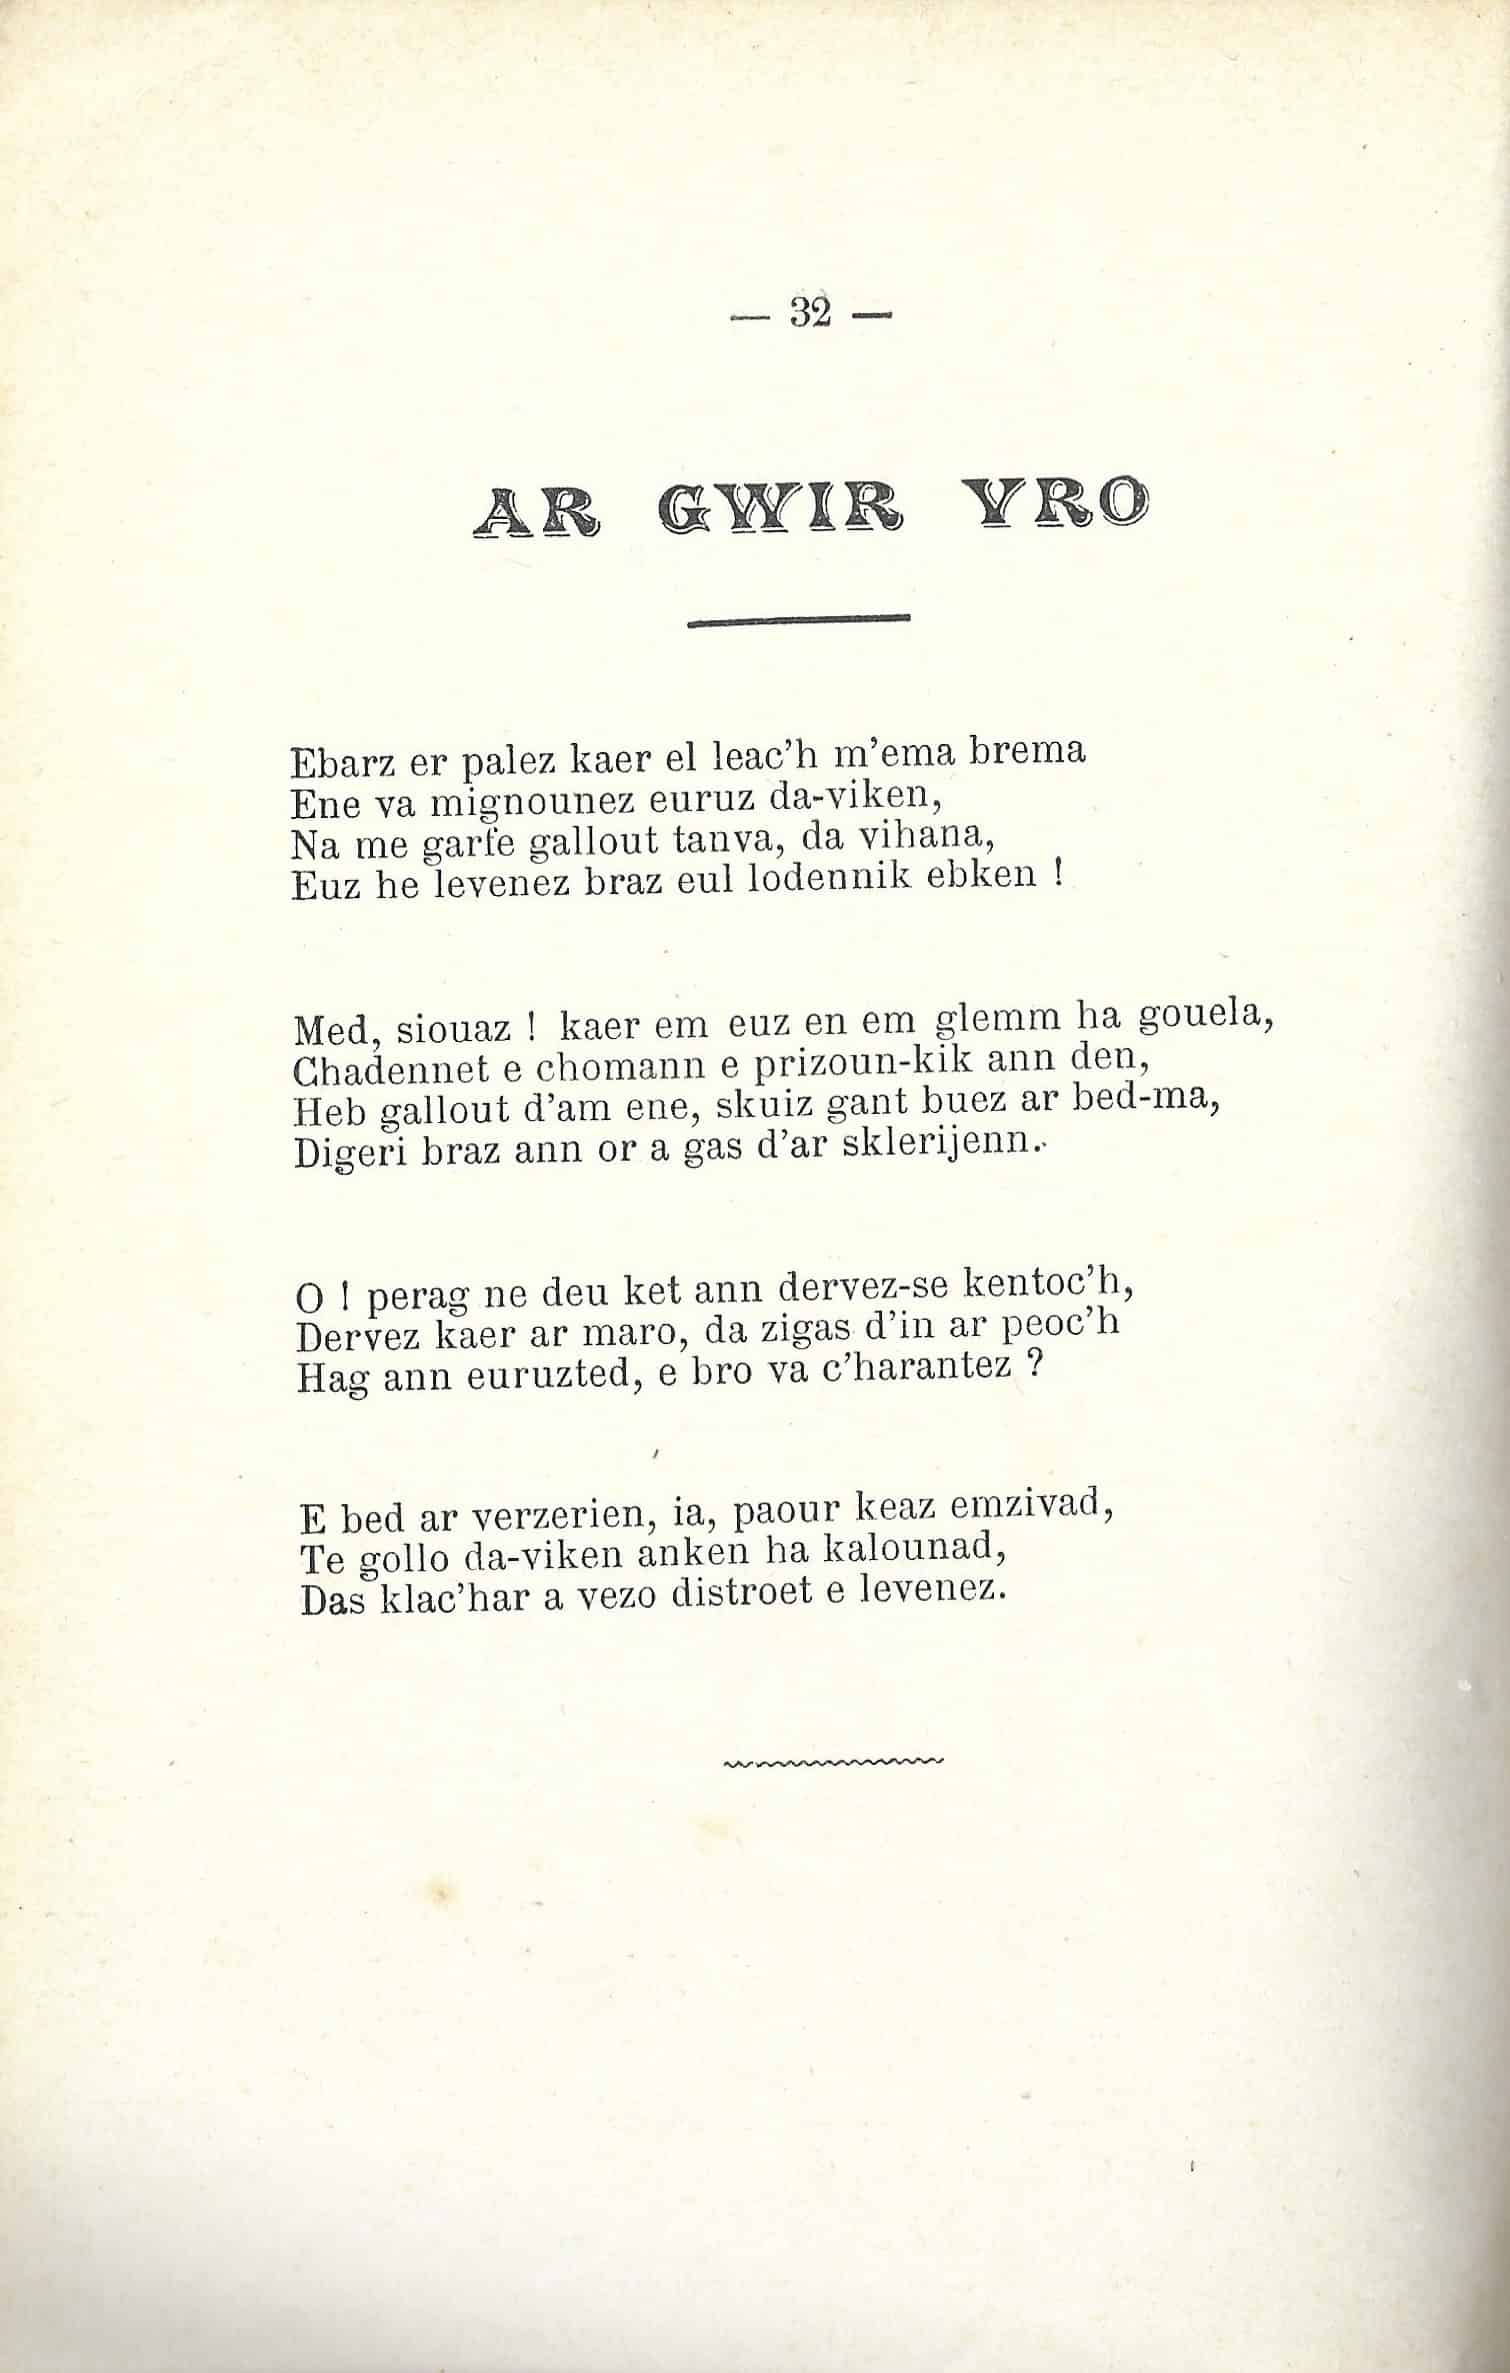 — 32 —
AR GWIR VRO
Ebarz er palez kaer el leac'h m'ema brema
Ene va mignounez euruz da-viken,
Na me garfe gallout tanva, da vihana,
Euz he levenez braz eul lodennik ebken !
Med, siouaz ! kaer em euz en em glemm ha gouela,
Chadennet e chomann e prizoun-kik ann den,
Heb gallout d'am ene, skuiz gant buez ar bed-ma,
Digeri braz ann or a gas d'ar sklerijenn..
O ! perag ne deu ket ann dervez-se kentoc'h,
Dervez kaer ar maro, da zigas d'in ar peoc'h
Hag ann euruzted, e bro va c'harantez ?
E bed ar verzerien, ia, paour keaz emzivad,
Te gollo da-viken anken ha kalounad,
Das klac'har a vezo distroet e levenez.